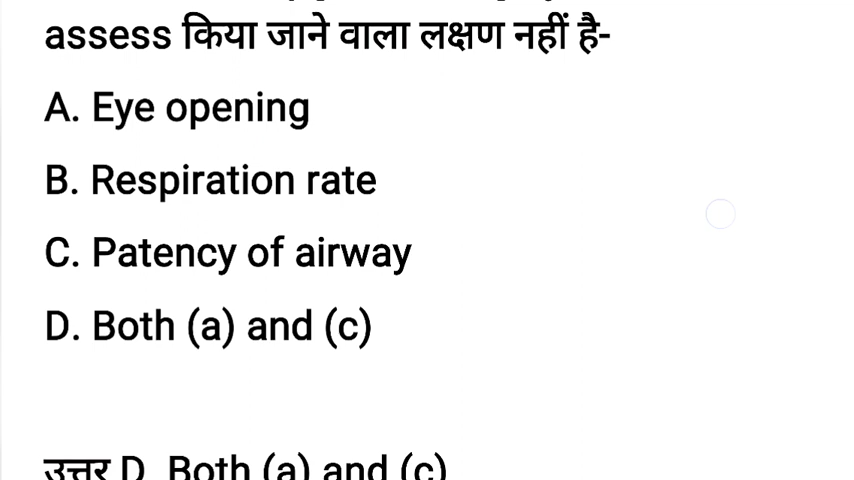 assess किया जाने वाला लक्षण नहीं है-
A. Eye opening
B. Respiration rate
C. Patency of airway
D. Both (a) and (c)
उत्तर D. Both (a) and (c)